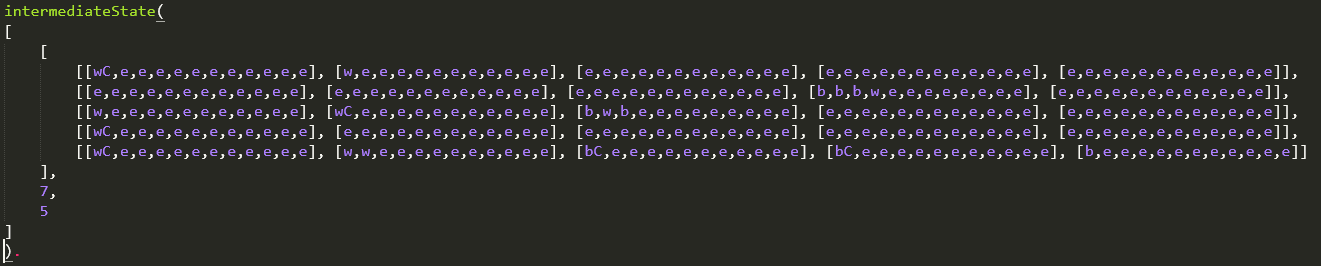 intermediateState(
[
[
[[wC,e,e,e,e,e,e,e,e,e,e,e], [w,e,e,e,e,e,e,e,e,e,e,e], [e,e,e,e,e,e,e,e,e,e,e,e], [e,e,e,e,e,e,e,e,e,e,e,e], [e,e,e,e,e,e,e,e,e,e,e,e]],
[[e,e,e,e,e,e,e,e,e,e,e,e], [e,e,e,e,e,e,e,e,e,e,e,e], [e,e,e,e,e,e,e,e,e,e,e,e], [b,b,b,w,e,e,e,e,e,e,e,e], [e,e,e,e,e,e,e,e,e,e,e,e]],
[[w,e,e,e,e,e,e,e,e,e,e,e], [wC,e,e,e,e,e,e,e,e,e,e,e], [b,w,b,e,e,e,e,e,e,e,e,e], [e,e,e,e,e,e,e,e,e,e,e,e], [e,e,e,e,e,e,e,e,e,e,e,e]],
[[wC,e,e,e,e,e,e,e,e,e,e,e], [e,e,e,e,e,e,e,e,e,e,e,e], [e,e,e,e,e,e,e,e,e,e,e,e], [e,e,e,e,e,e,e,e,e,e,e,e], [e,e,e,e,e,e,e,e,e,e,e,e]],
[[wC,e,e,e,e,e,e,e,e,e,e,e], [w,w,e,e,e,e,e,e,e,e,e,e], [bC,e,e,e,e,e,e,e,e,e,e,e], [bC,e,e,e,e,e,e,e,e,e,e,e], [b,e,e,e,e,e,e,e,e,e,e,e]]
],
7,
5
]
).